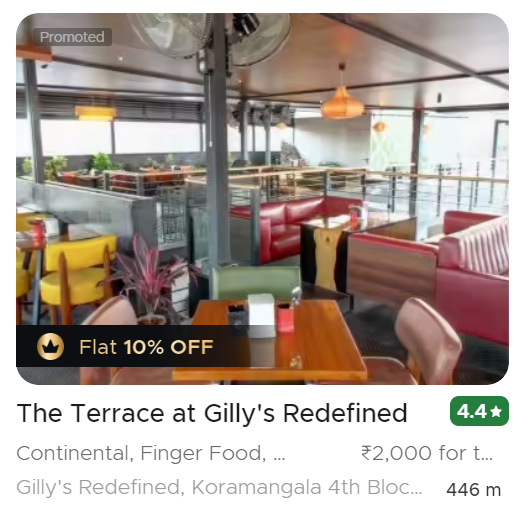 Promoted
Flat 10% OFF
The Terrace at Gilly's Redefined 4.4★
Continental, Finger Food, ... ₹2,000 for t...
Gilly's Redefined, Koramangala 4th Bloc... 446 m